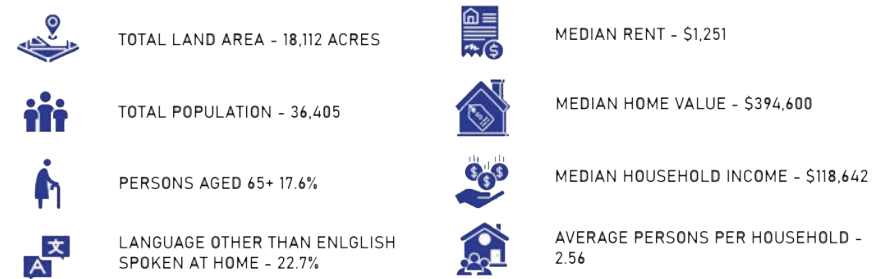 TOTAL LAND AREA - 18,112 ACRES
TOTAL POPULATION - 36,405
PERSONS AGED 65+ 17.6%
LANGUAGE OTHER THAN ENLGLISH
SPOKEN AT HOME - 22.7%
MEDIAN RENT - $1,251
MEDIAN HOME VALUE - $394,600
MEDIAN HOUSEHOLD INCOME - $118,642
AVERAGE PERSONS PER HOUSEHOLD -
2.56